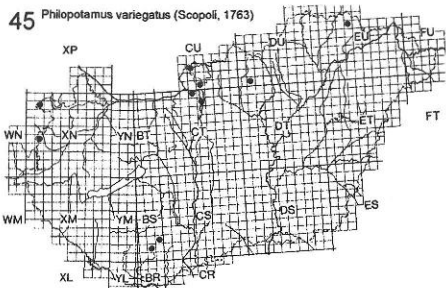 45 Philopotamus variegatus (Scopoli, 1763)
XP CU DU EU FU
WN XN YN BT CT DT ET FT
WM XM YM BS CS DS ES
XL YL BR CR